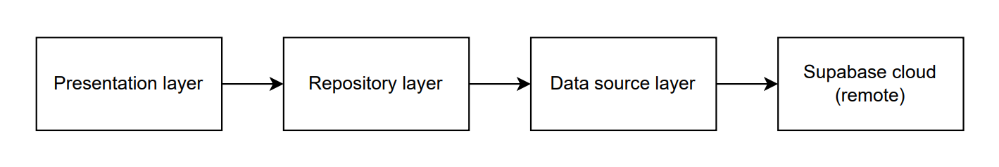 Presentation layer
Repository layer
Data source layer
Supabase cloud
(remote)